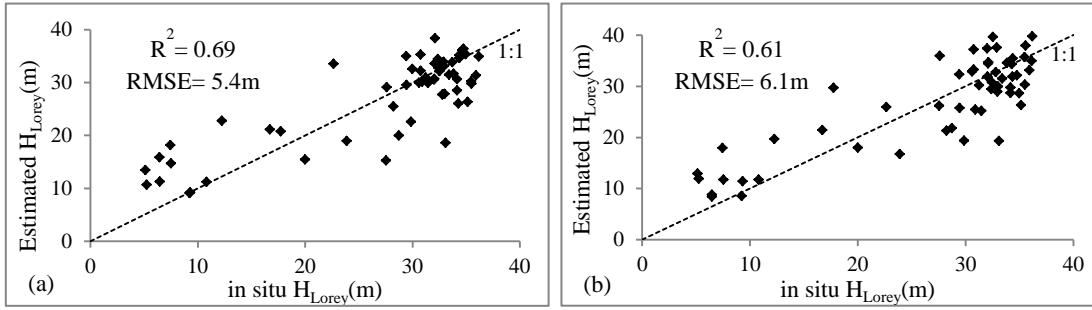 40
R² = 0.69
1:1
30
RMSE= 5.4m
20
10
0
0 10 20 30 40
Estimated H_Lorey(m)
in situ H_Lorey(m)
(a)
40
R² = 0.61
1:1
30
RMSE= 6.1m
20
10
0
0 10 20 30 40
Estimated H_Lorey(m)
in situ H_Lorey(m)
(b)